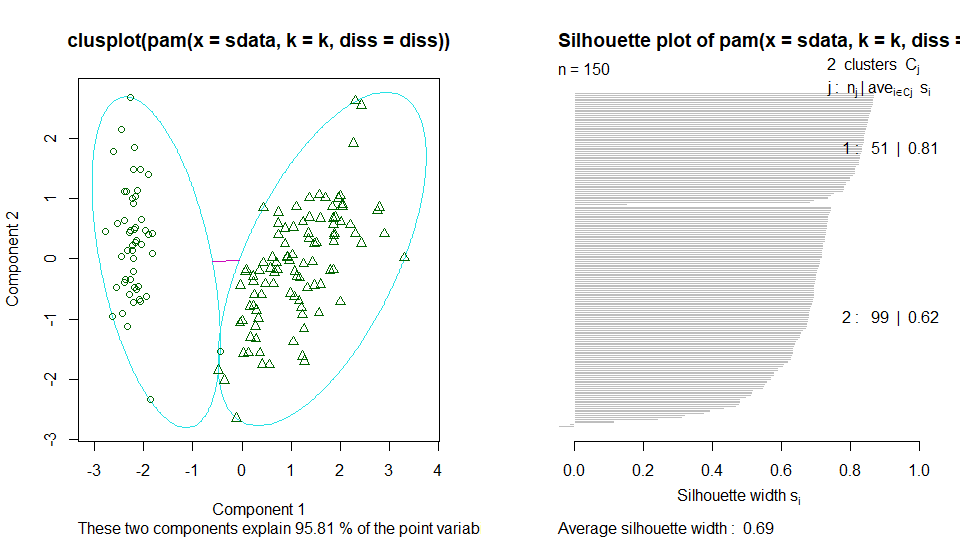 clusplot(pam(x = sdata, k = k, diss = diss))
Component 2
2
1
0
-1
-2
-3
-3 -2 -1 0 1 2 3 4
Component 1
These two components explain 95.81 % of the point variab
Silhouette plot of pam(x = sdata, k = k, diss =
n = 150
2 clusters Cj
j : nj | avei∈Cj si
1 : 51 | 0.81
2 : 99 | 0.62
0.0 0.2 0.4 0.6 0.8 1.0
Silhouette width si
Average silhouette width : 0.69